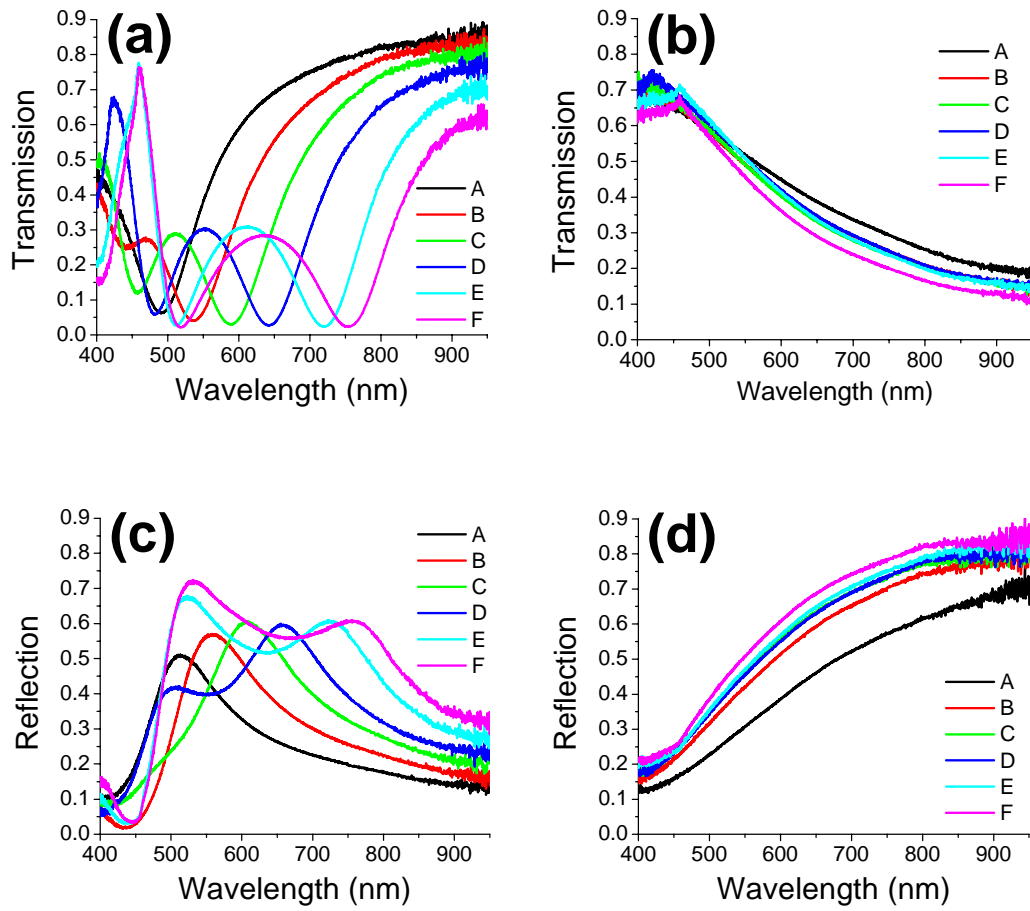 (a)
Transmission
0.9
0.8
0.7
0.6
0.5
0.4
0.3
0.2
0.1
0.0
400 500 600 700 800 900
Wavelength (nm)
A
B
C
D
E
F
(b)
Transmission
0.9
0.8
0.7
0.6
0.5
0.4
0.3
0.2
0.1
0.0
400 500 600 700 800 900
Wavelength (nm)
A
B
C
D
E
F
(c)
Reflection
0.9
0.8
0.7
0.6
0.5
0.4
0.3
0.2
0.1
0.0
400 500 600 700 800 900
Wavelength (nm)
A
B
C
D
E
F
(d)
Reflection
0.9
0.8
0.7
0.6
0.5
0.4
0.3
0.2
0.1
0.0
400 500 600 700 800 900
Wavelength (nm)
A
B
C
D
E
F